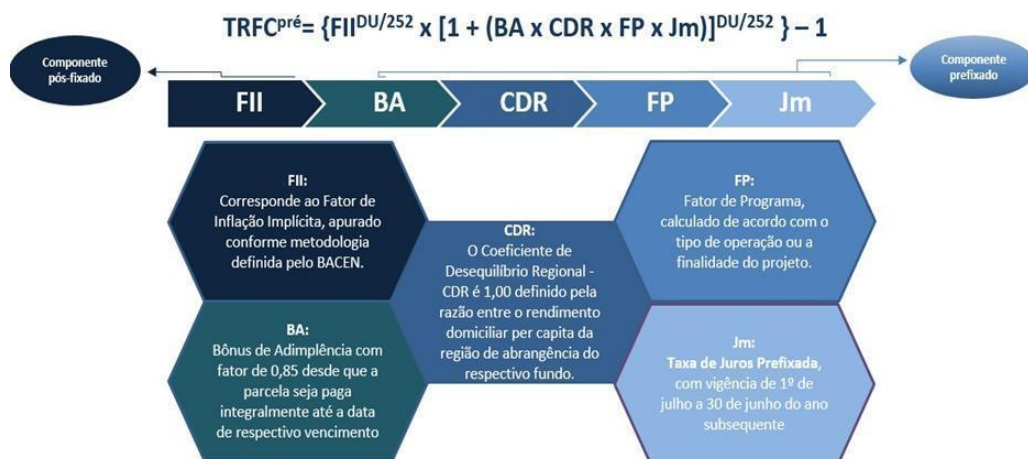 TRFCpré= {FIIDU/252 x [1 + (BA x CDR x FP x Jm)]DU/252 } – 1
Componente
pós-fixado
Componente
prefixado
FII
BA
CDR
FP
Jm
FII:
Corresponde ao Fator de
Inflação Implícita, apurado
conforme metodologia
definida pelo BACEN.
BA:
Bônus de Adimplência com
fator de 0,85 desde que a
parcela seja paga
integralmente até a data
de respectivo vencimento
CDR:
O Coeficiente de
Desequilíbrio Regional -
CDR é 1,00 definido pela
razão entre o rendimento
domiciliar per capita da
região de abrangência do
respectivo fundo.
FP:
Fator de Programa,
calculado de acordo com o
tipo de operação ou a
finalidade do projeto.
Jm:
Taxa de Juros Prefixada,
com vigência de 1º de
julho a 30 de junho do ano
subsequente